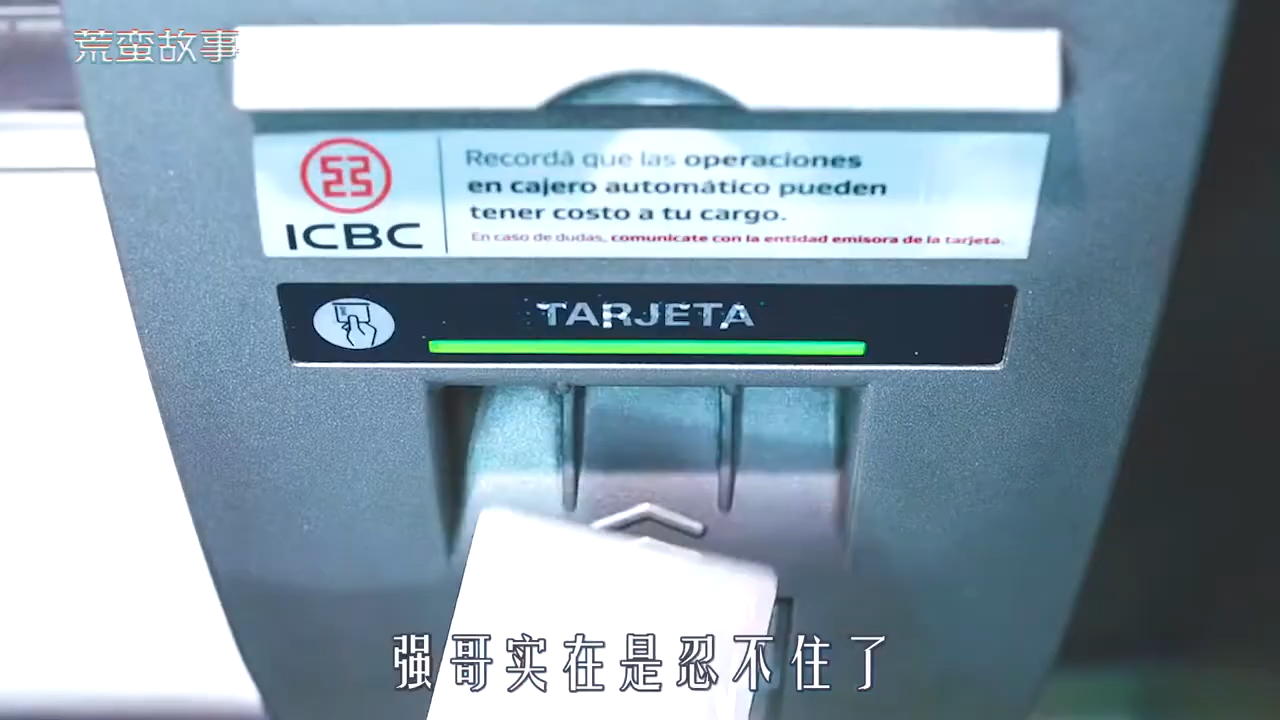 荒蛮故事
ICBC
Recordá que las operaciones
en cajero automático pueden
tener costo a tu cargo.
En caso de dudas, comunicate con la entidad emisora de la tarjeta.
TARJETA
强哥实在是忍不住了